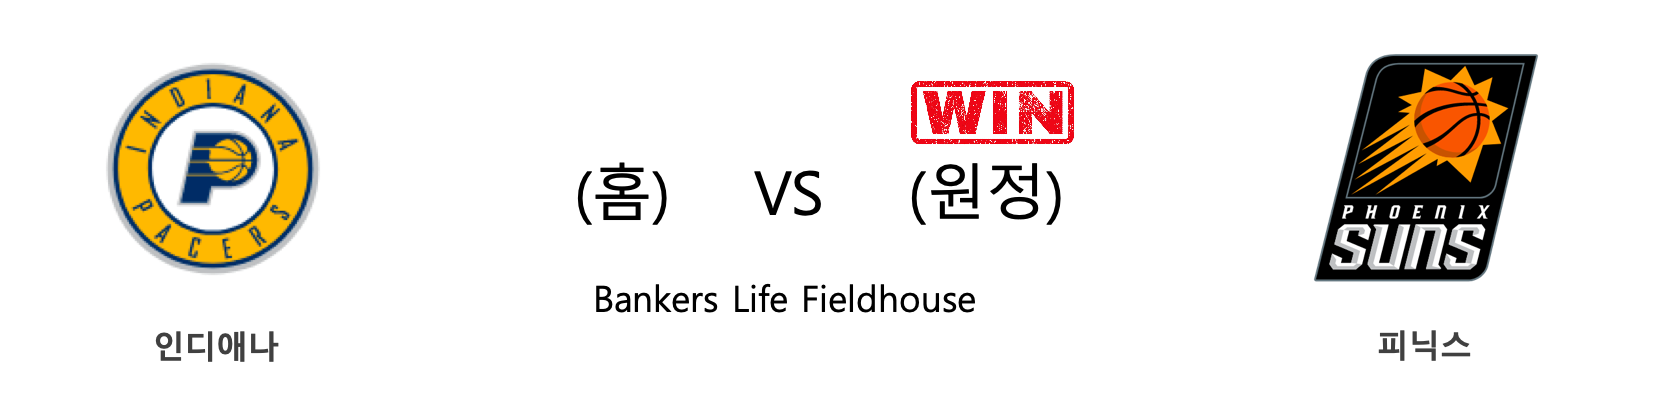 INDIANA
PACERS
인디애나
WIN
(홈) VS (원정)
Bankers Life Fieldhouse
PHOENIX
SUNS
피닉스